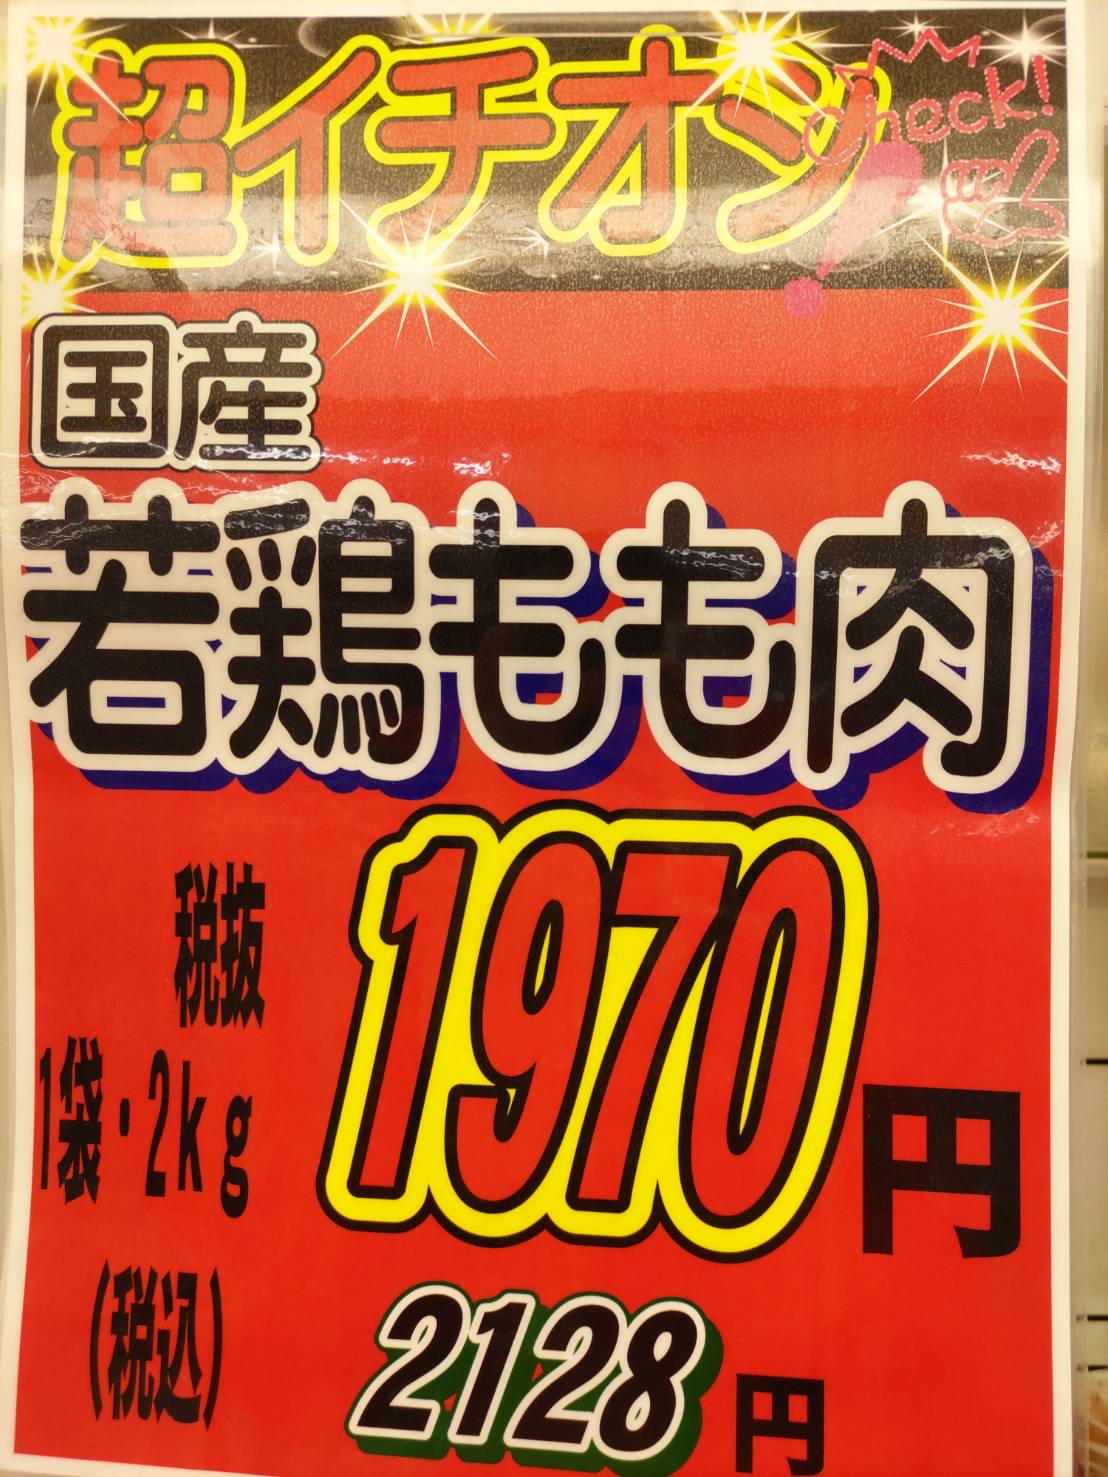 超イチオシ
Check!
国産
若鶏もも肉
税抜
1970円
1袋・2kg
(税込)
2128円